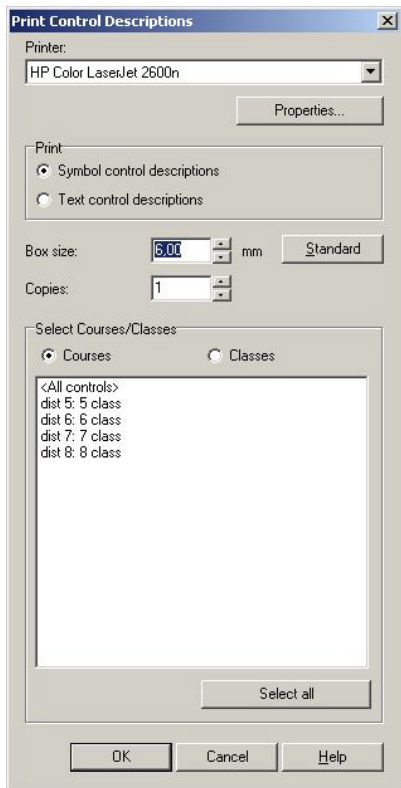 Print Control Descriptions
Printer:
HP Color LaserJet 2600n
Properties...
Print
Symbol control descriptions
Text control descriptions
Box size: 6,00 mm Standard
Copies: 1
Select Courses/Classes
Courses Classes
<All controls>
dist 5: 5 class
dist 6: 6 class
dist 7: 7 class
dist 8: 8 class
Select all
OK Cancel Help